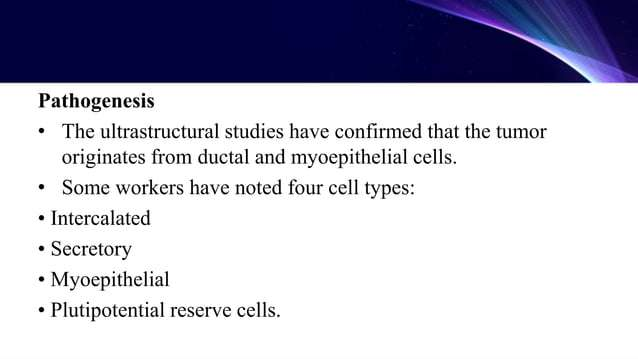 Pathogenesis
• The ultrastructural studies have confirmed that the tumor
originates from ductal and myoepithelial cells.
• Some workers have noted four cell types:
• Intercalated
• Secretory
• Myoepithelial
• Plutipotential reserve cells.